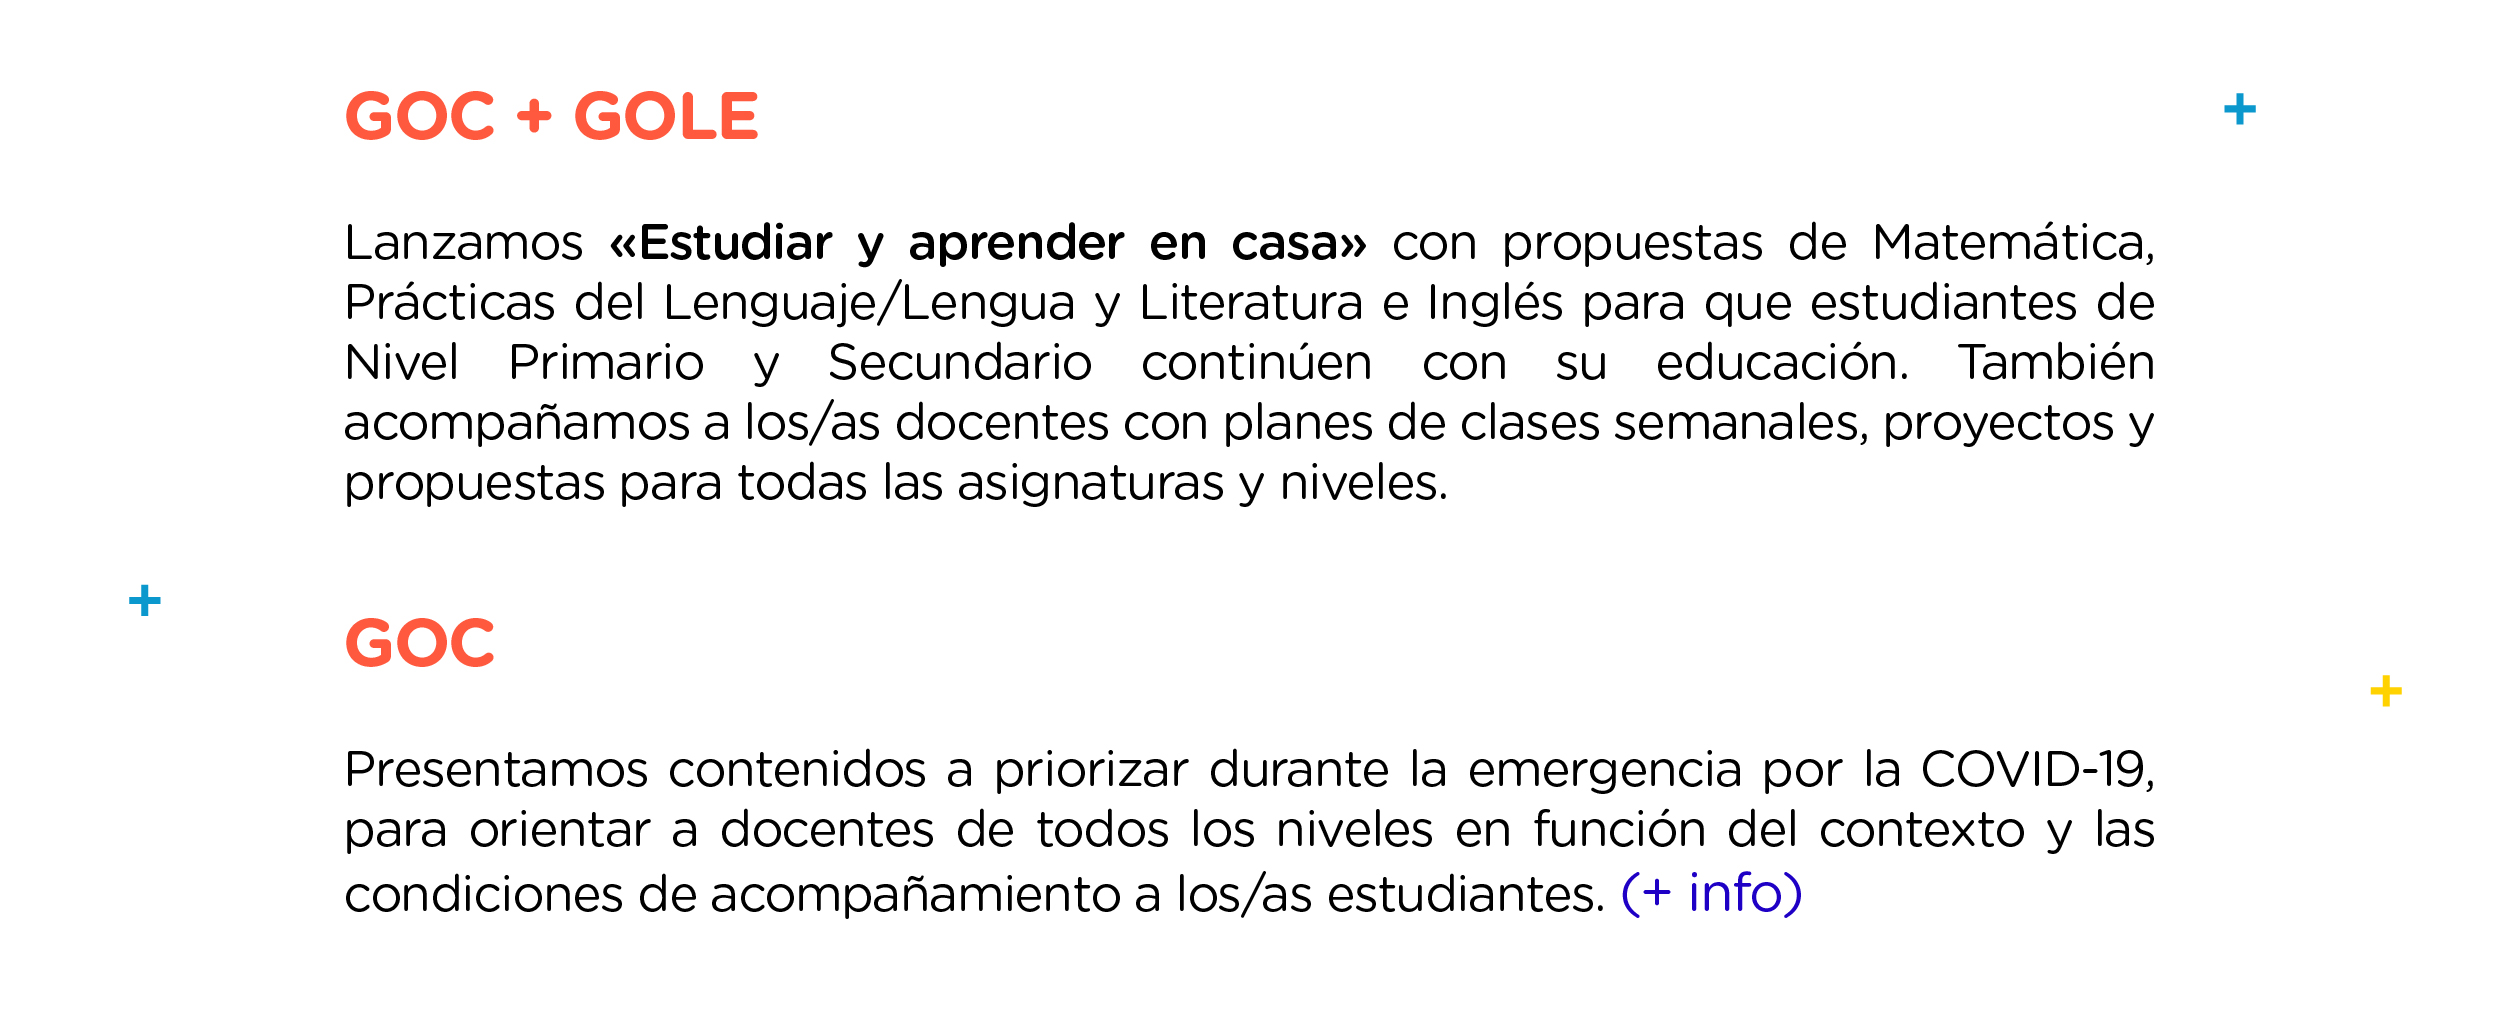 GOC + GOLE
Lanzamos «Estudiar y aprender en casa» con propuestas de Matemática,
Prácticas del Lenguaje/Lengua y Literatura e Inglés para que estudiantes de
Nivel Primario y Secundario continúen con su educación. También
acompañamos a los/as docentes con planes de clases semanales, proyectos y
propuestas para todas las asignaturas y niveles.
GOC
Presentamos contenidos a priorizar durante la emergencia por la COVID-19,
para orientar a docentes de todos los niveles en función del contexto y las
condiciones de acompañamiento a los/as estudiantes. (+ info)